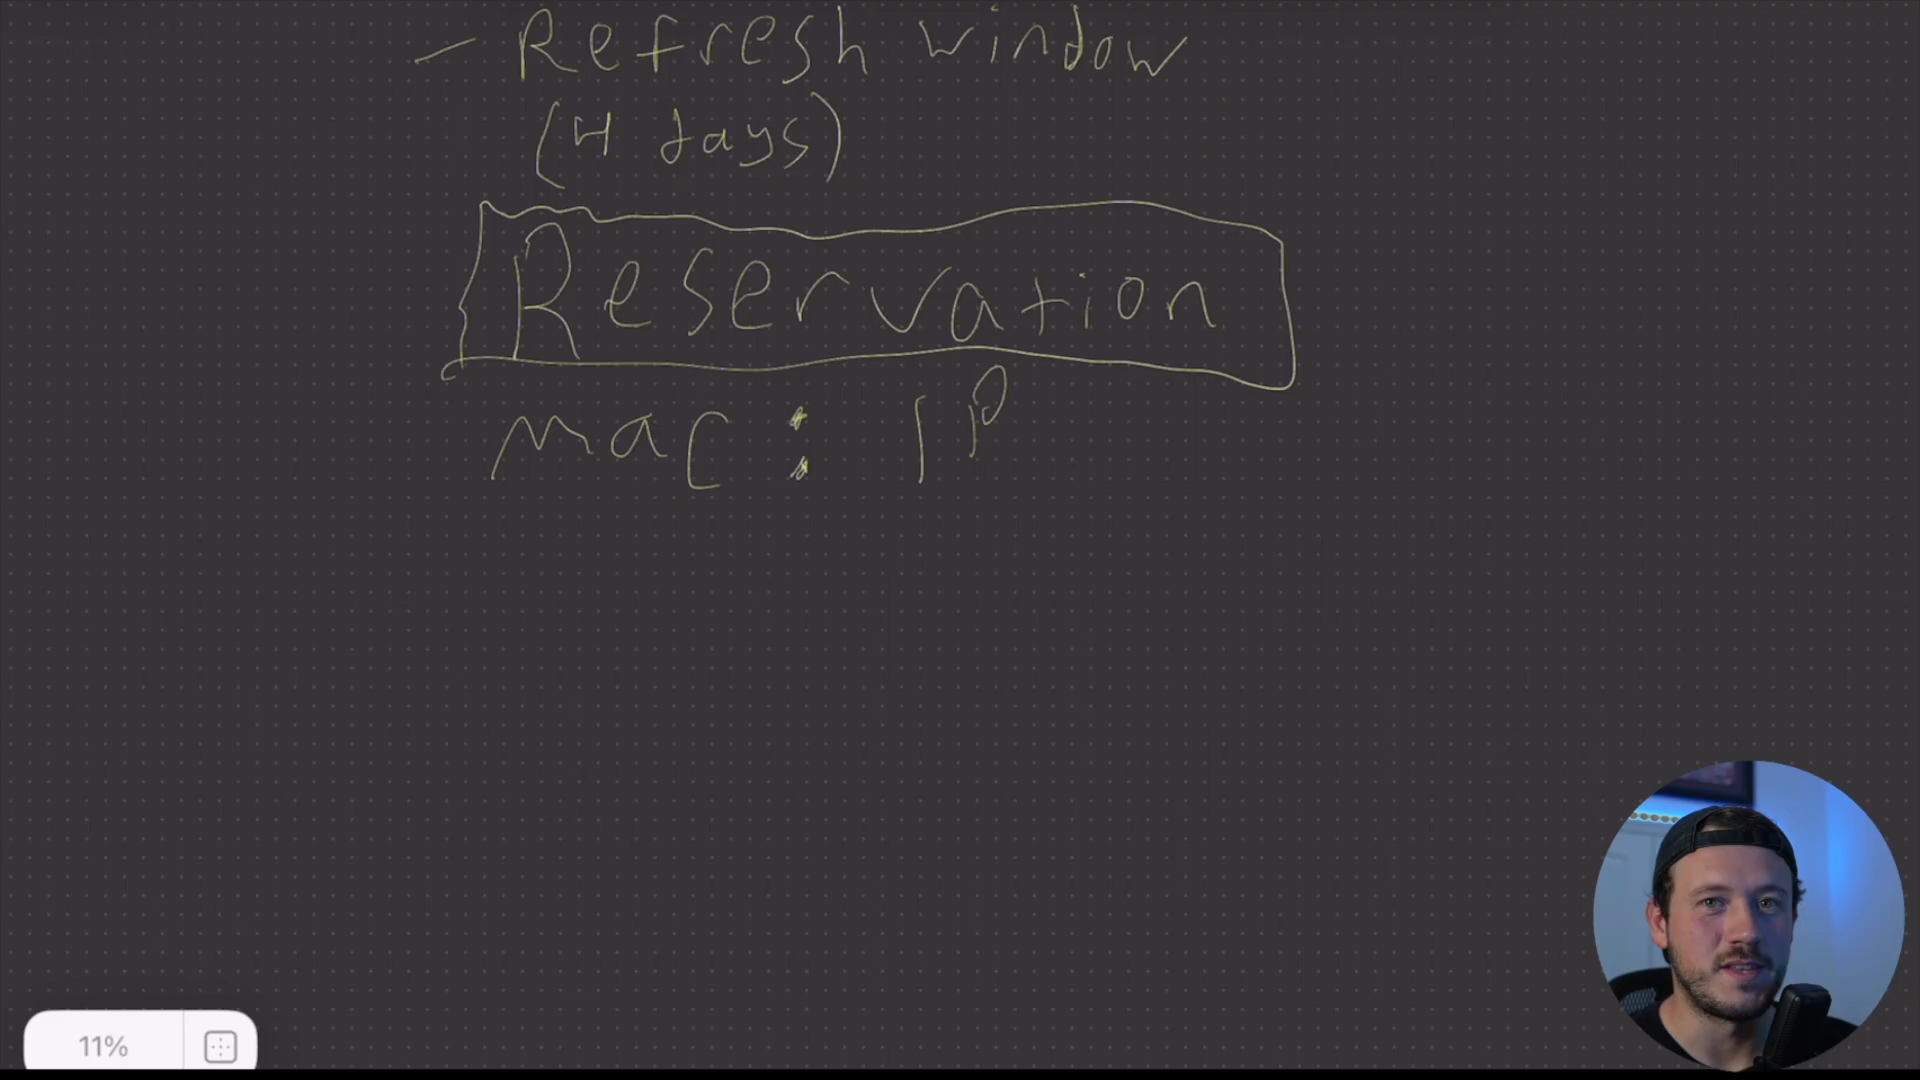 - Refresh window
(4 days)
Reservation
mac : IP
11%